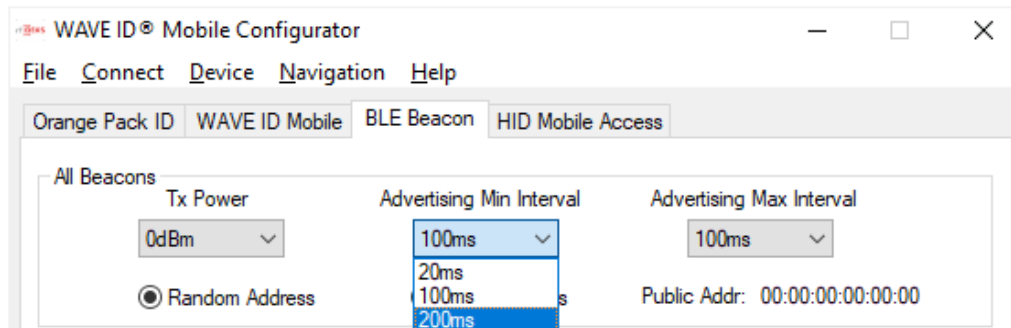 WAVE ID® Mobile Configurator
File Connect Device Navigation Help
Orange Pack ID WAVE ID Mobile BLE Beacon HID Mobile Access
All Beacons
Tx Power Advertising Min Interval Advertising Max Interval
0dBm 100ms 100ms
20ms
Random Address 100ms Public Addr: 00:00:00:00:00:00
200ms